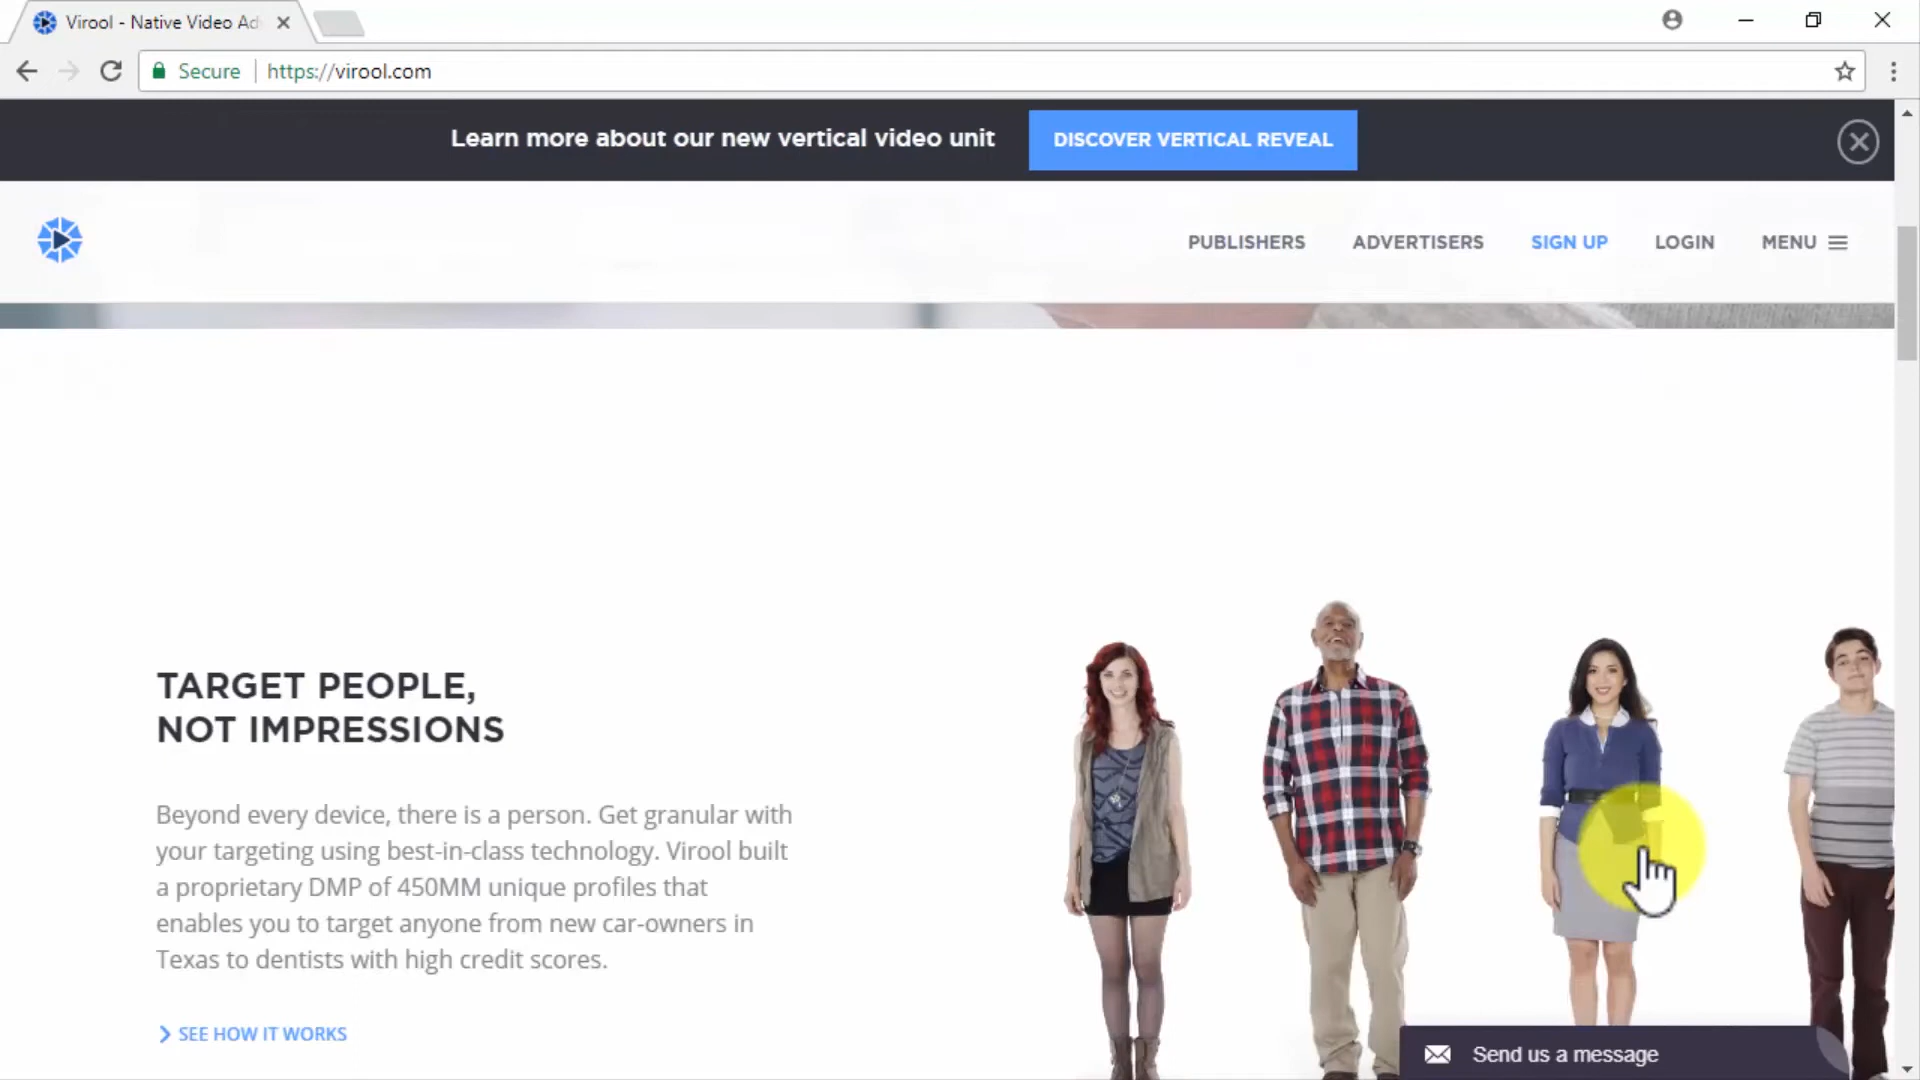 Virool - Native Video Ad
Secure https://virool.com
Learn more about our new vertical video unit DISCOVER VERTICAL REVEAL
PUBLISHERS ADVERTISERS SIGN UP LOGIN MENU
TARGET PEOPLE,
NOT IMPRESSIONS
Beyond every device, there is a person. Get granular with
your targeting using best-in-class technology. Virool built
a proprietary DMP of 450MM unique profiles that
enables you to target anyone from new car-owners in
Texas to dentists with high credit scores.
SEE HOW IT WORKS
Send us a message